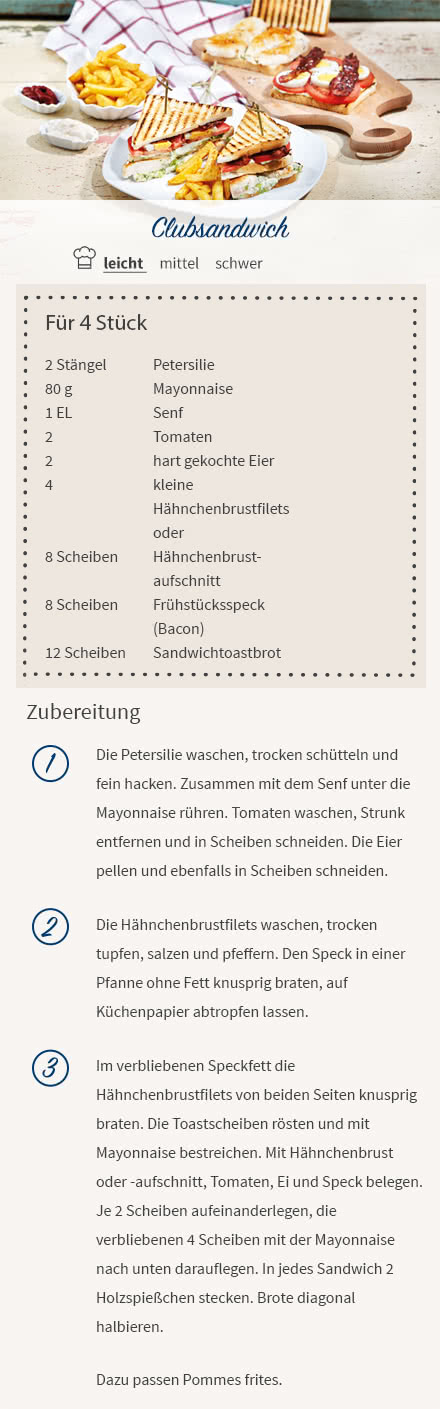 Clubsandwich
leicht mittel schwer
Für 4 Stück
2 Stängel Petersilie
80 g Mayonnaise
1 EL Senf
2 Tomaten
2 hart gekochte Eier
4 kleine
Hähnchenbrustfilets
oder
8 Scheiben Hähnchenbrust-
aufschnitt
8 Scheiben Frühstücksspeck
(Bacon)
12 Scheiben Sandwichtoastbrot
Zubereitung
1 Die Petersilie waschen, trocken schütteln und
fein hacken. Zusammen mit dem Senf unter die
Mayonnaise rühren. Tomaten waschen, Strunk
entfernen und in Scheiben schneiden. Die Eier
pellen und ebenfalls in Scheiben schneiden.
2 Die Hähnchenbrustfilets waschen, trocken
tupfen, salzen und pfeffern. Den Speck in einer
Pfanne ohne Fett knusprig braten, auf
Küchenpapier abtropfen lassen.
3 Im verbliebenen Speckfett die
Hähnchenbrustfilets von beiden Seiten knusprig
braten. Die Toastscheiben rösten und mit
Mayonnaise bestreichen. Mit Hähnchenbrust
oder -aufschnitt, Tomaten, Ei und Speck belegen.
Je 2 Scheiben aufeinanderlegen, die
verbliebenen 4 Scheiben mit der Mayonnaise
nach unten darauflegen. In jedes Sandwich 2
Holzspießchen stecken. Brote diagonal
halbieren.
Dazu passen Pommes frites.